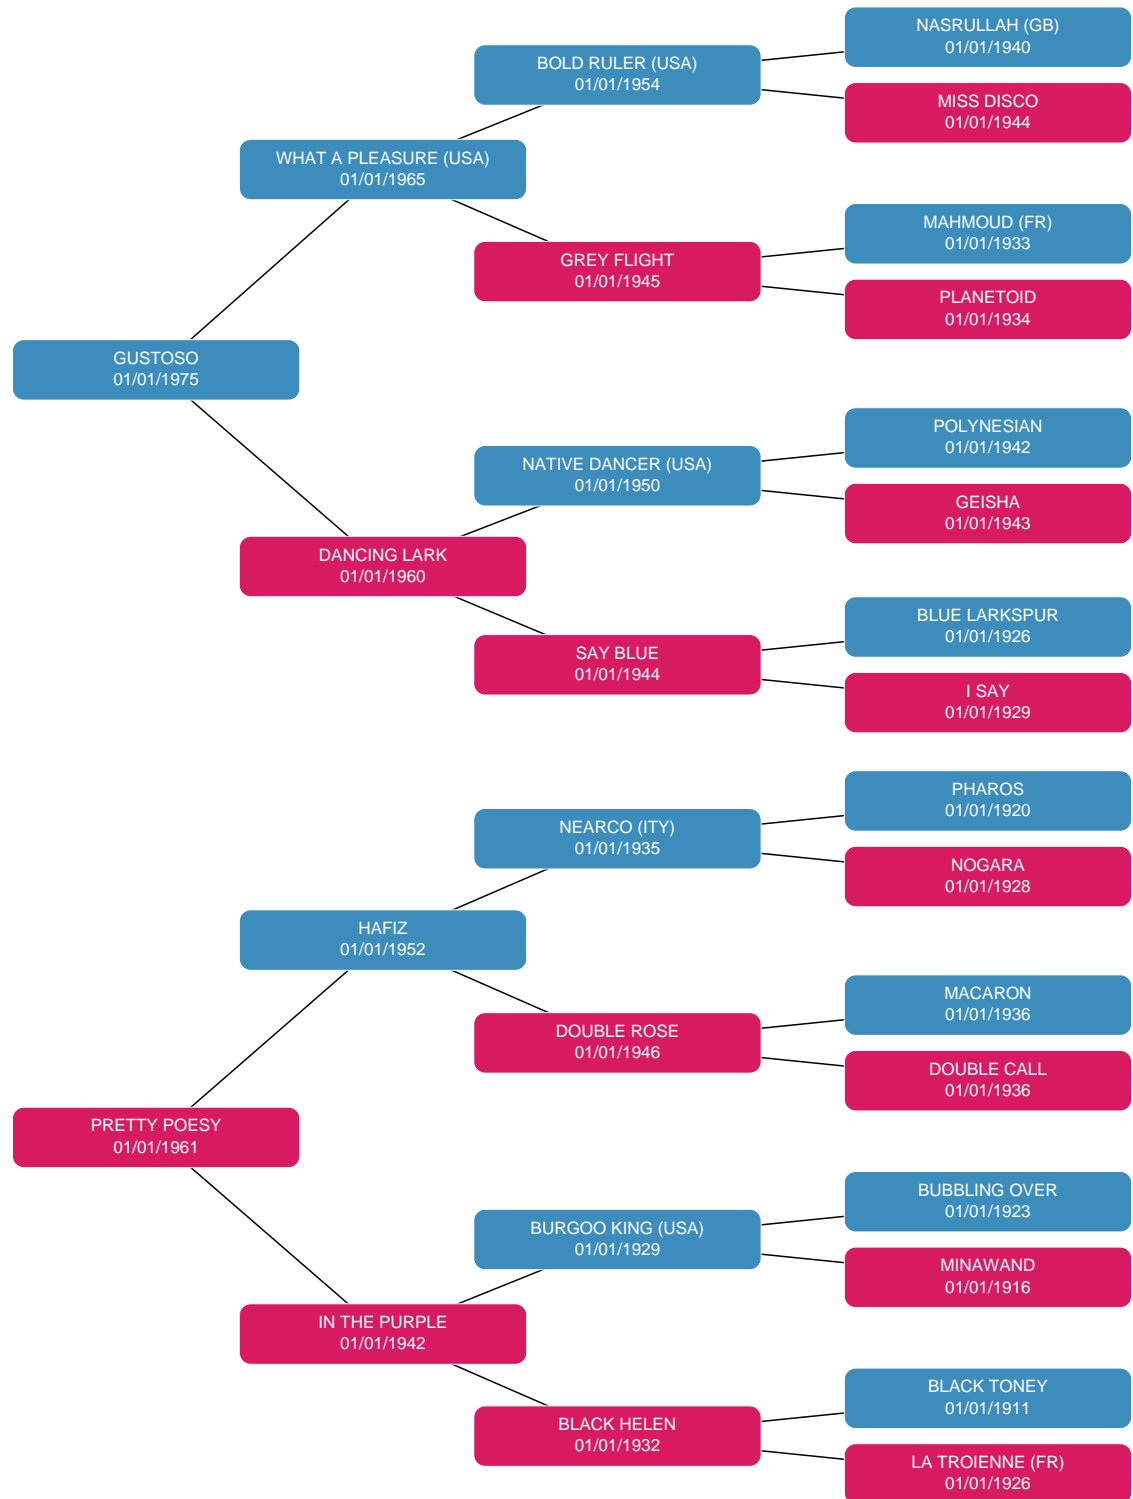 NASRULLAH (GB)
01/01/1940
BOLD RULER (USA)
01/01/1954
MISS DISCO
01/01/1944
WHAT A PLEASURE (USA)
01/01/1965
MAHMOUD (FR)
01/01/1933
GREY FLIGHT
01/01/1945
PLANETOID
01/01/1934
GUSTOSO
01/01/1975
POLYNESIAN
01/01/1942
NATIVE DANCER (USA)
01/01/1950
GEISHA
01/01/1943
DANCING LARK
01/01/1960
BLUE LARKSPUR
01/01/1926
SAY BLUE
01/01/1944
I SAY
01/01/1929
PHAROS
01/01/1920
NEARCO (ITY)
01/01/1935
NOGARA
01/01/1928
HAFIZ
01/01/1952
MACARON
01/01/1936
DOUBLE ROSE
01/01/1946
DOUBLE CALL
01/01/1936
PRETTY POESY
01/01/1961
BUBBLING OVER
01/01/1923
BURGOO KING (USA)
01/01/1929
MINAWAND
01/01/1916
IN THE PURPLE
01/01/1942
BLACK TONEY
01/01/1911
BLACK HELEN
01/01/1932
LA TROIENNE (FR)
01/01/1926